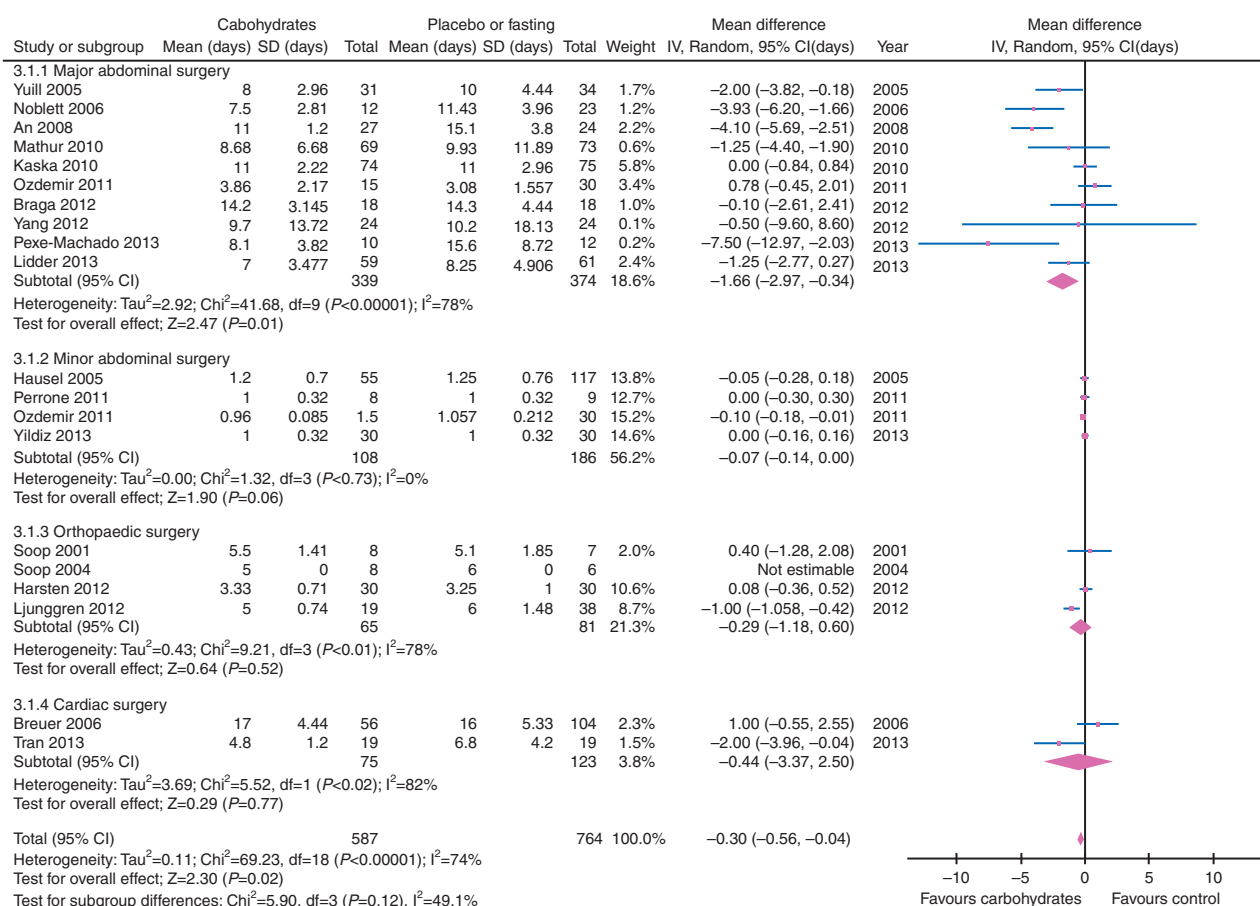 Cabohydrates Placebo or fasting Mean difference Mean difference
Study or subgroup Mean (days) SD (days) Total Mean (days) SD (days) Total Weight IV, Random, 95% CI(days) Year IV, Random, 95% CI(days)
3.1.1 Major abdominal surgery
Yuill 2005 8 2.96 31 10 4.44 34 1.7% –2.00 (–3.82, –0.18) 2005
Noblett 2006 7.5 2.81 12 11.43 3.96 23 1.2% –3.93 (–6.20, –1.66) 2006
An 2008 11 1.2 27 15.1 3.8 24 2.2% –4.10 (–5.69, –2.51) 2008
Mathur 2010 8.68 6.68 69 9.93 11.89 73 0.6% –1.25 (–4.40, –1.90) 2010
Kaska 2010 11 2.22 74 11 2.96 75 5.8% 0.00 (–0.84, 0.84) 2010
Ozdemir 2011 3.86 2.17 15 3.08 1.557 30 3.4% 0.78 (–0.45, 2.01) 2011
Braga 2012 14.2 3.145 18 14.3 4.44 18 1.0% –0.10 (–2.61, 2.41) 2012
Yang 2012 9.7 13.72 24 10.2 18.13 24 0.1% –0.50 (–9.60, 8.60) 2012
Pexe-Machado 2013 8.1 3.82 10 15.6 8.72 12 0.2% –7.50 (–12.97, –2.03) 2013
Lidder 2013 7 3.477 59 8.25 4.906 61 2.4% –1.25 (–2.77, 0.27) 2013
Subtotal (95% CI) 339 374 18.6% –1.66 (–2.97, –0.34)
Heterogeneity: Tau²=2.92; Chi²=41.68, df=9 (P<0.00001); I²=78%
Test for overall effect; Z=2.47 (P=0.01)
3.1.2 Minor abdominal surgery
Hausel 2005 1.2 0.7 55 1.25 0.76 117 13.8% –0.05 (–0.28, 0.18) 2005
Perrone 2011 1 0.32 8 1 0.32 9 12.7% 0.00 (–0.30, 0.30) 2011
Ozdemir 2011 0.96 0.085 1.5 1.057 0.212 30 15.2% –0.10 (–0.18, –0.01) 2011
Yildiz 2013 1 0.32 30 1 0.32 30 14.6% 0.00 (–0.16, 0.16) 2013
Subtotal (95% CI) 108 186 56.2% –0.07 (–0.14, 0.00)
Heterogeneity: Tau²=0.00; Chi²=1.32, df=3 (P<0.73); I²=0%
Test for overall effect; Z=1.90 (P=0.06)
3.1.3 Orthopaedic surgery
Soop 2001 5.5 1.41 8 5.1 1.85 7 2.0% 0.40 (–1.28, 2.08) 2001
Soop 2004 5 0 8 6 0 6 Not estimable 2004
Harsten 2012 3.33 0.71 30 3.25 1 30 10.6% 0.08 (–0.36, 0.52) 2012
Ljunggren 2012 5 0.74 19 6 1.48 38 8.7% –1.00 (–1.058, –0.42) 2012
Subtotal (95% CI) 65 81 21.3% –0.29 (–1.18, 0.60)
Heterogeneity: Tau²=0.43; Chi²=9.21, df=3 (P<0.01); I²=78%
Test for overall effect; Z=0.64 (P=0.52)
3.1.4 Cardiac surgery
Breuer 2006 17 4.44 56 16 5.33 104 2.3% 1.00 (–0.55, 2.55) 2006
Tran 2013 4.8 1.2 19 6.8 4.2 19 1.5% –2.00 (–3.96, –0.04) 2013
Subtotal (95% CI) 75 123 3.8% –0.44 (–3.37, 2.50)
Heterogeneity: Tau²=3.69; Chi²=5.52, df=1 (P<0.02); I²=82%
Test for overall effect; Z=0.29 (P=0.77)
Total (95% CI) 587 764 100.0% –0.30 (–0.56, –0.04)
Heterogeneity: Tau²=0.11; Chi²=69.23, df=18 (P<0.00001); I²=74%
Test for overall effect; Z=2.30 (P=0.02)
Test for subgroup differences: Chi²=5.90, df=3 (P=0.12), I²=49.1%
–10 –5 0 5 10
Favours carbohydrates Favours control